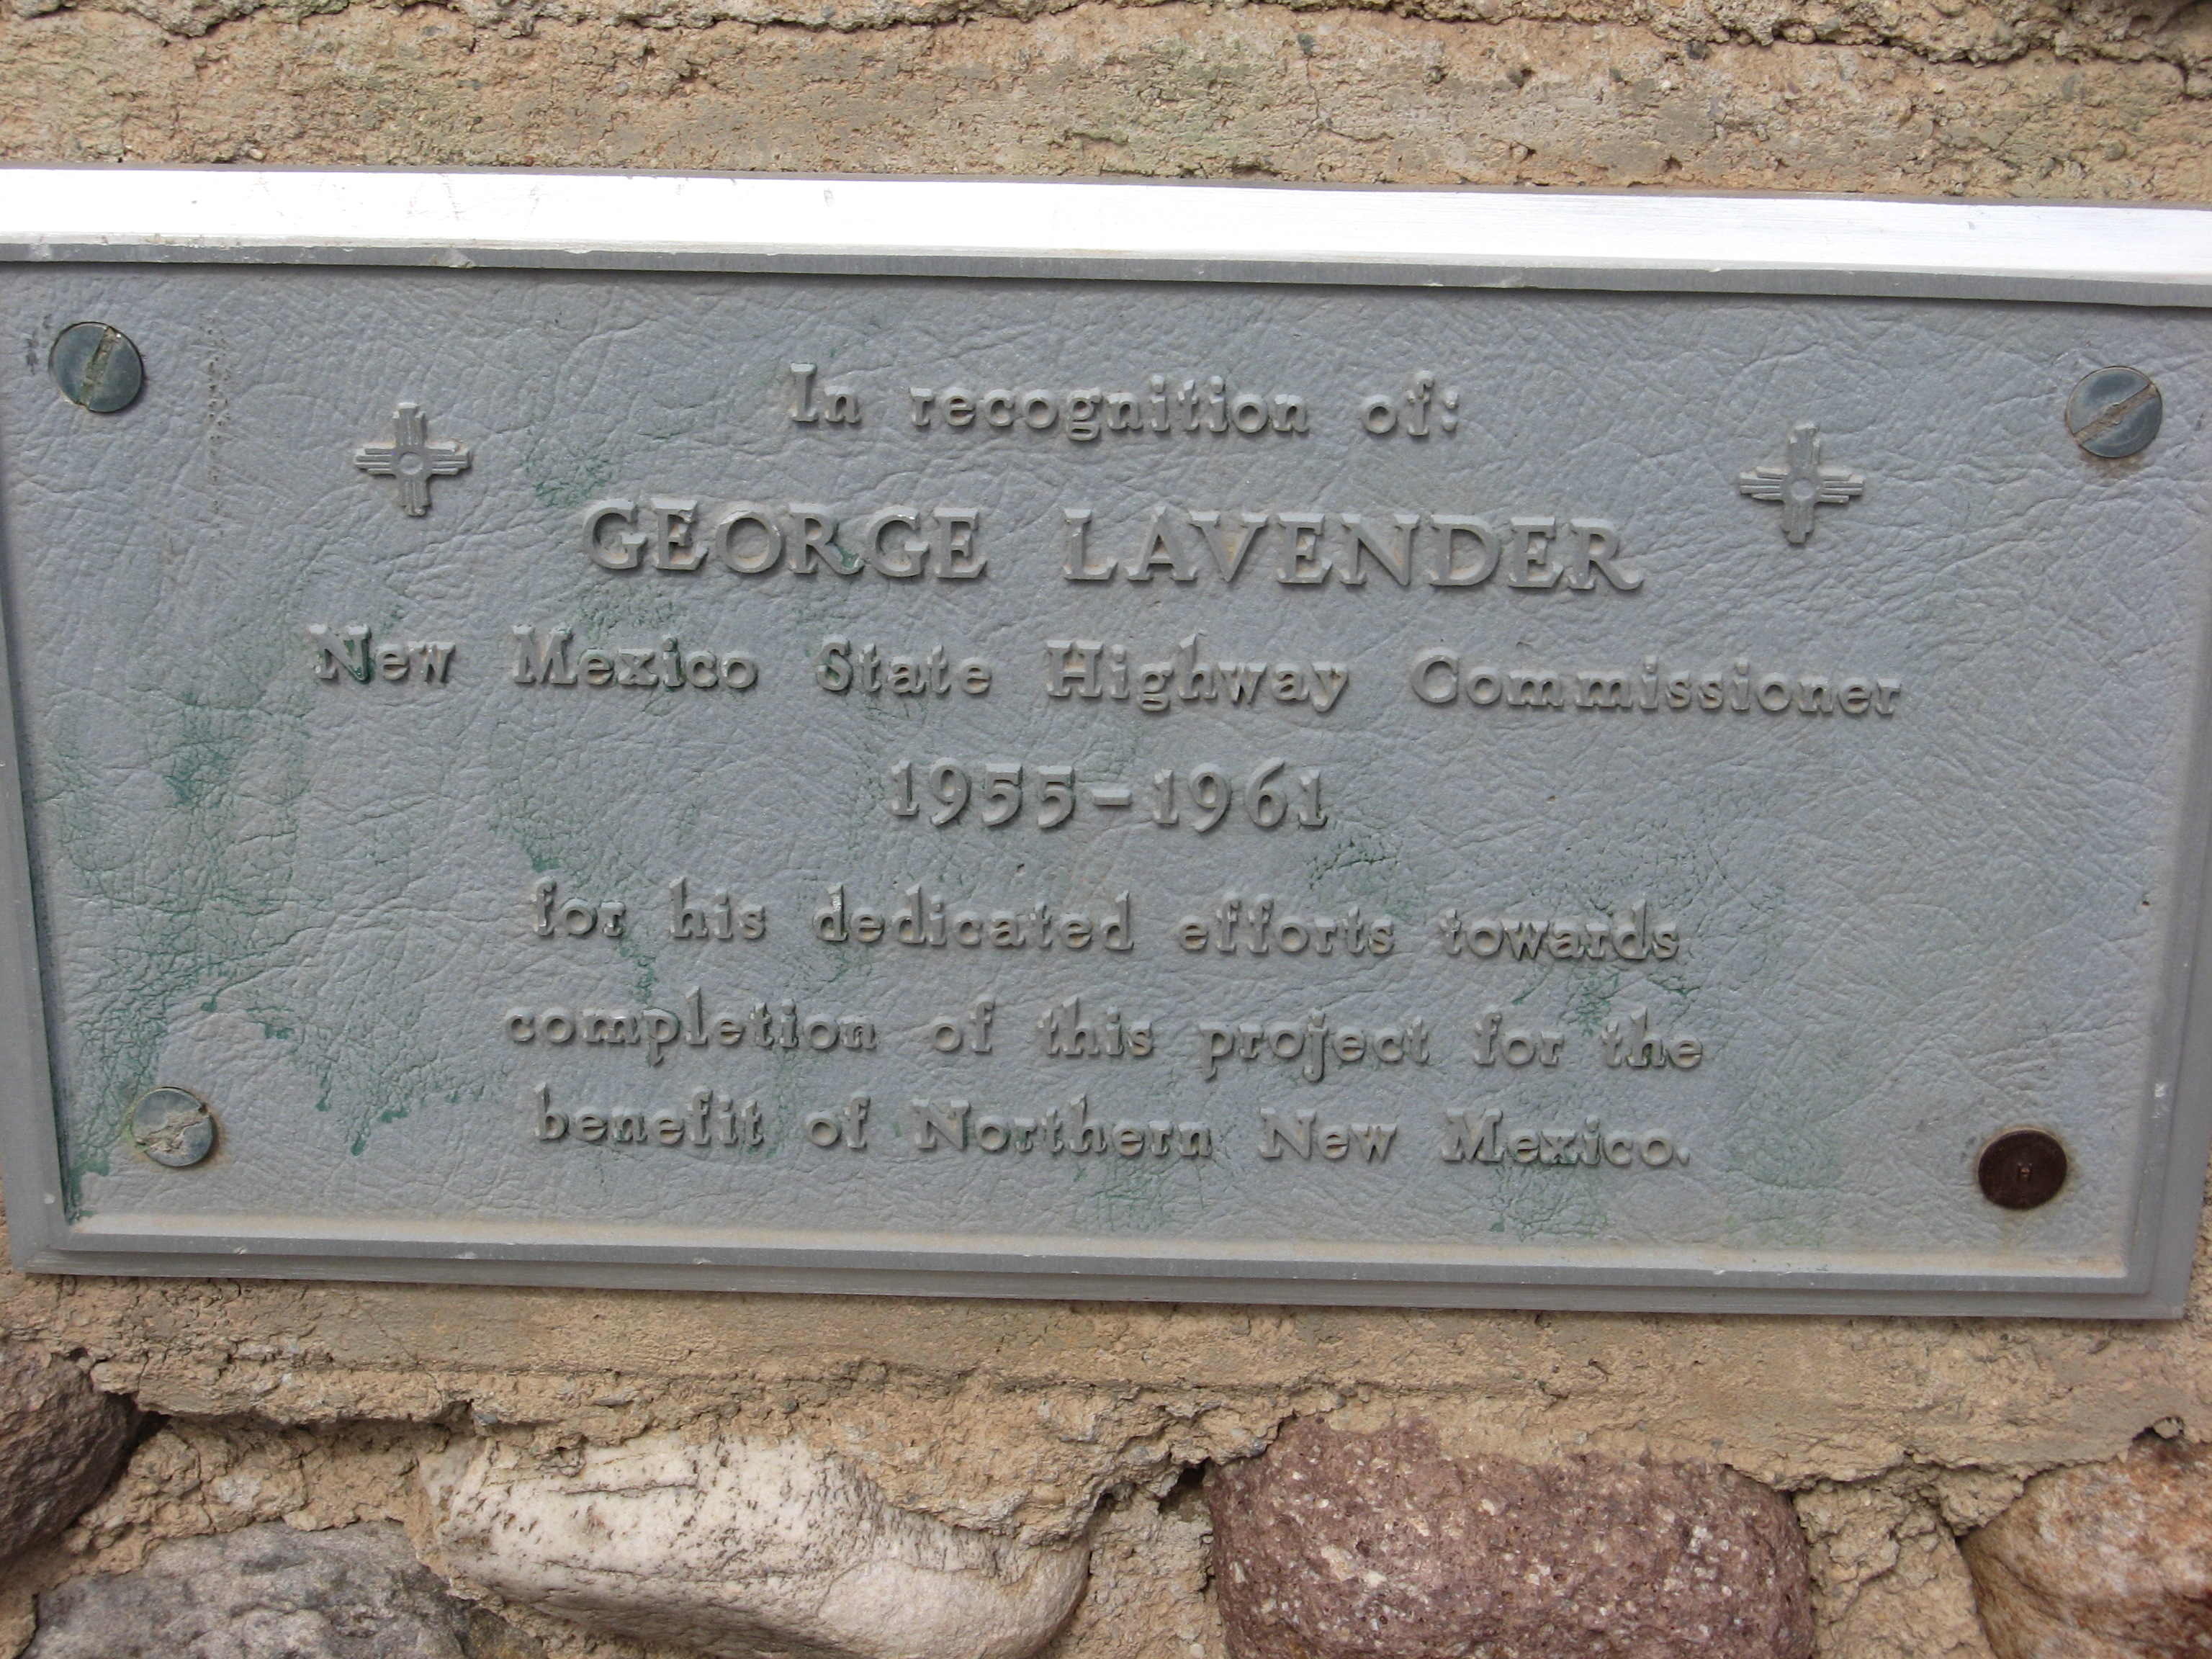 In recognition of:
GEORGE LAVENDER
New Mexico State Highway Commissioner
1955-1961
for his dedicated efforts towards
completion of this project for the
benefit of Northern New Mexico.